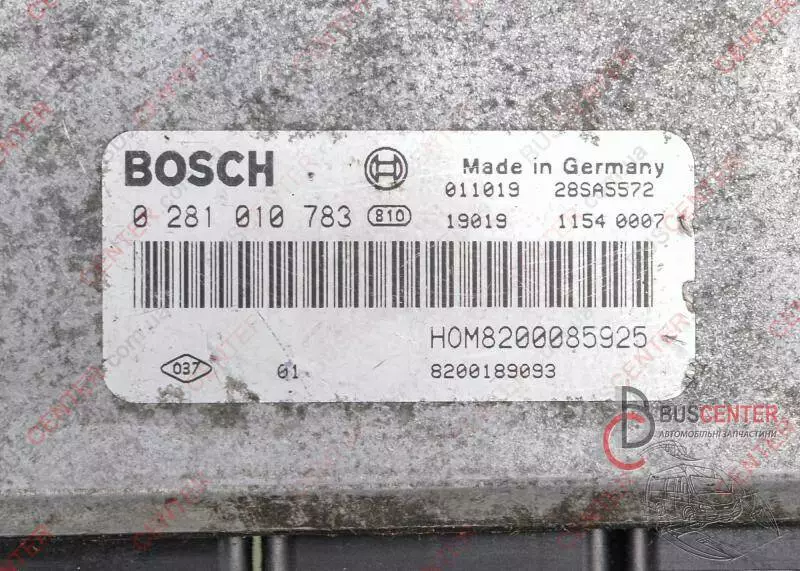 BOSCH
Made in Germany
011019 28SA5572
0 281 010 783 810 19019 1154 0007
HOM8200085925
037 01 8200189093
BUSCENTER
АВТОМОБІЛЬНІ ЗАПЧАСТИНИ